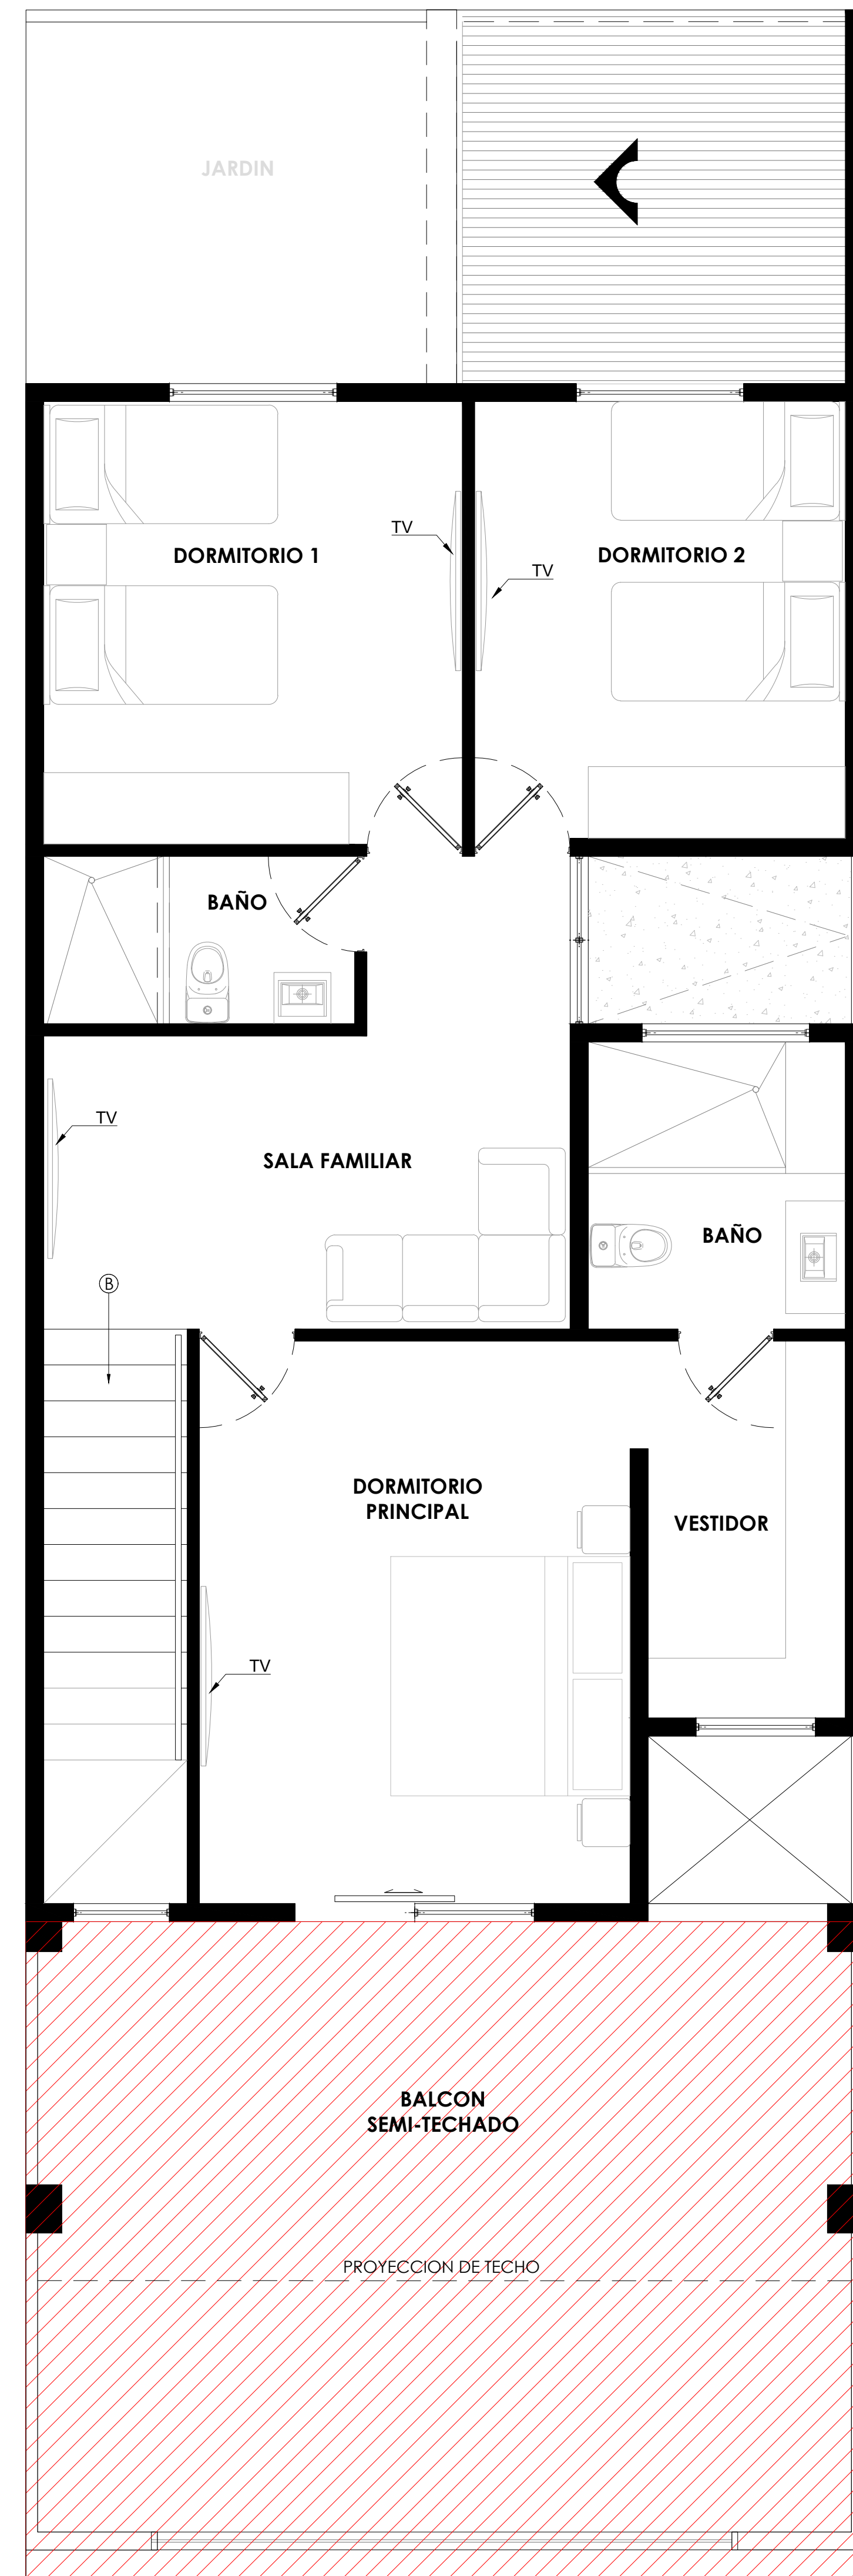 JARDIN
TV
DORMITORIO 1
DORMITORIO 2
TV
BAÑO
TV
SALA FAMILIAR
BAÑO
B
DORMITORIO
PRINCIPAL
VESTIDOR
TV
BALCON
SEMI-TECHADO
PROYECCION DE TECHO